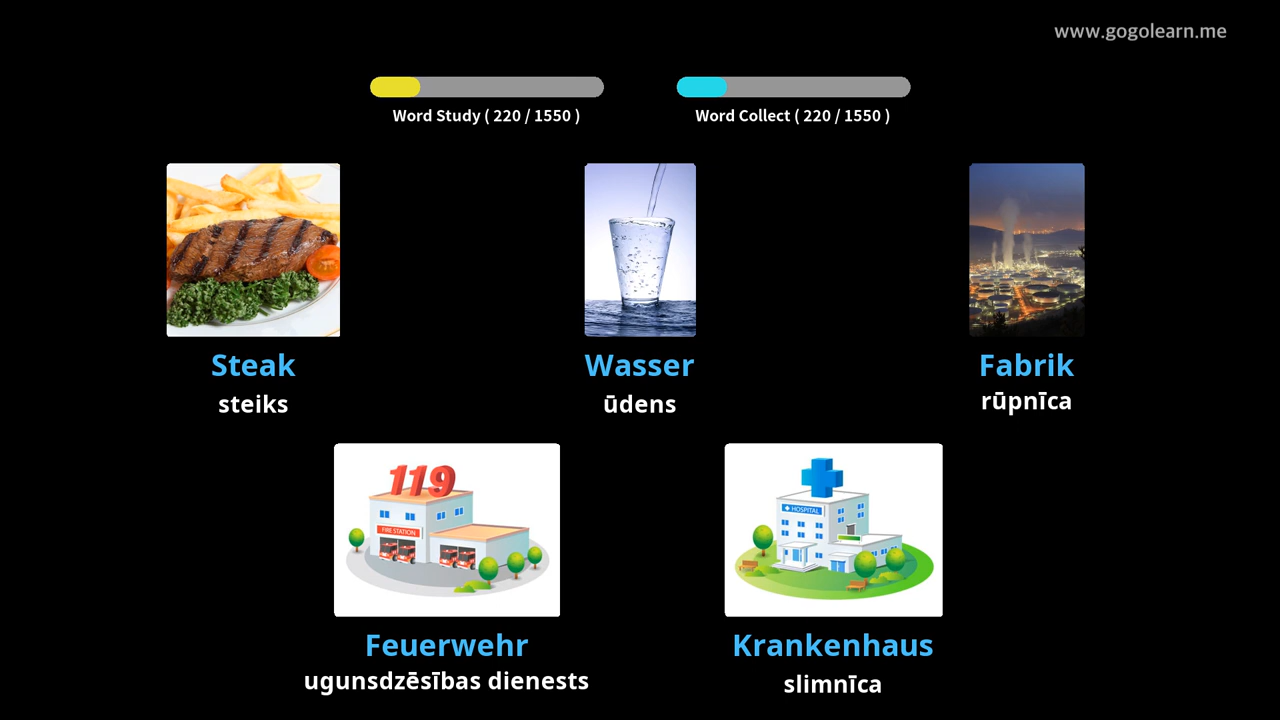 www.gogolearn.me
Word Study ( 220 / 1550 )
Word Collect ( 220 / 1550 )
Steak
steiks
Wasser
ūdens
Fabrik
rūpnīca
119
FIRE STATION
HOSPITAL
Feuerwehr
ugunsdzēsības dienests
Krankenhaus
slimnīca